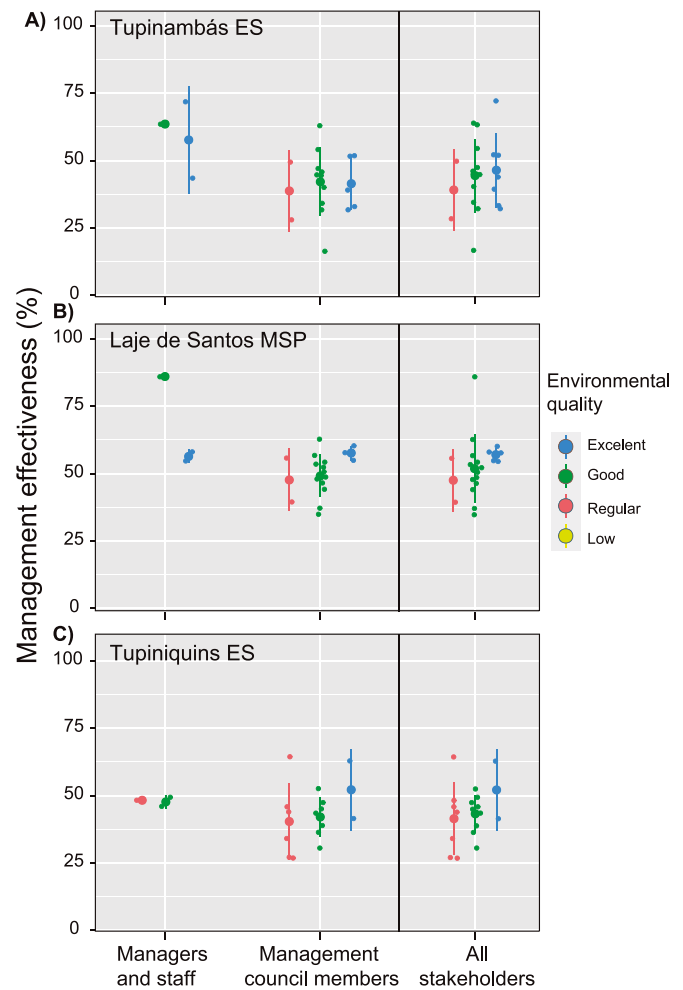 A)
Tupinambás ES
100
75
50
25
0
B)
Laje de Santos MSP
100
75
50
25
0
C)
Tupiniquins ES
100
75
50
25
0
Management effectiveness (%)
Managers
and staff
Management
council members
All
stakeholders
Environmental
quality
Excelent
Good
Regular
Low